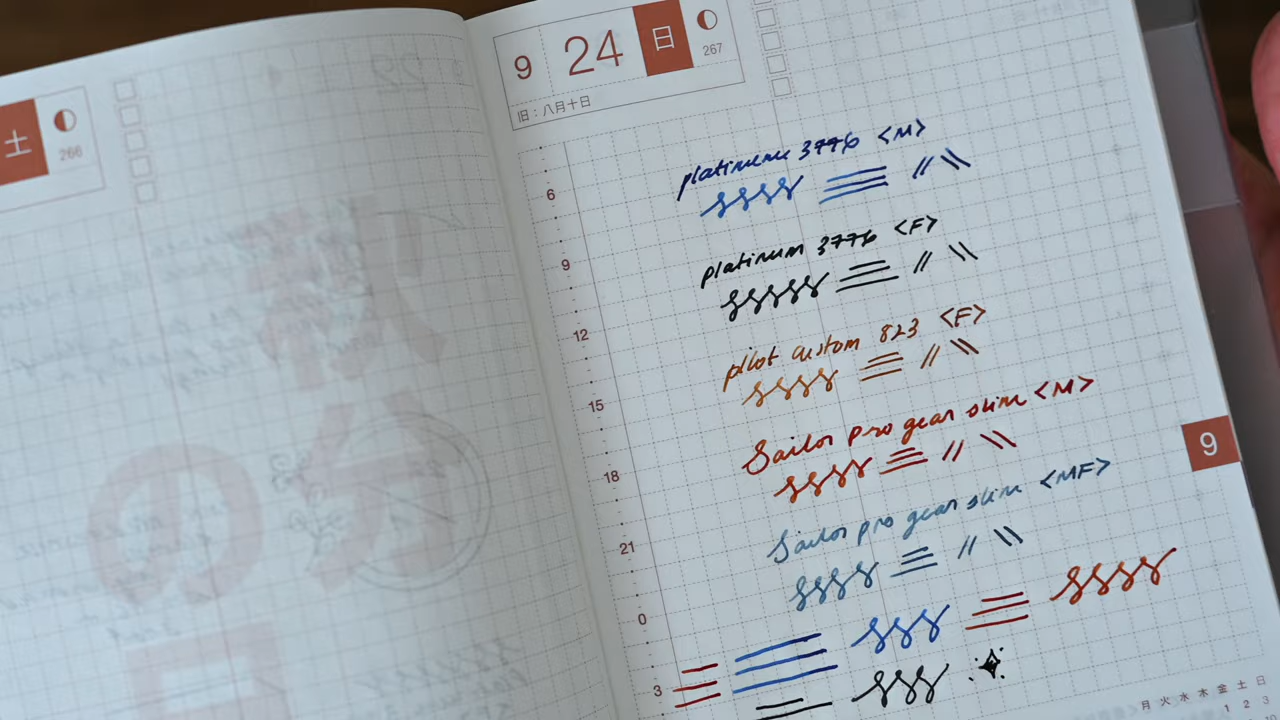 土
266
9 24 日
267
旧：八月十日
platinum 3776 <M>
6
platinum 3776 <F>
9
12
pilot custom 823 <F>
15
Sailor pro gear slim <M>
18
Sailor pro gear slim <MF>
21
0
3
9
月 火 水 木 金 土 日
1 2 3